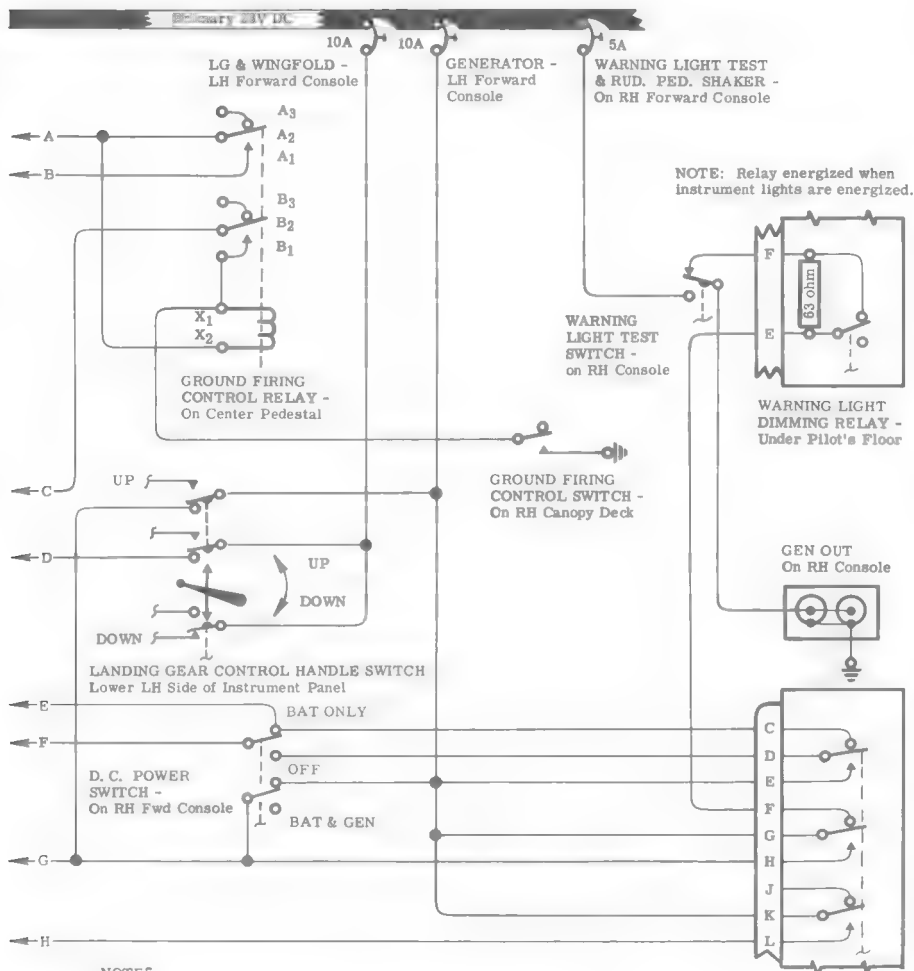 28V DC
10A
10A
5A
LG & WINGFOLD -
LH Forward Console
GENERATOR -
LH Forward
Console
WARNING LIGHT TEST
& RUD. PED. SHAKER -
On RH Forward Console
A3
A
A2
A1
B
NOTE: Relay energized when
instrument lights are energized.
B3
B2
B1
F
63 ohm
E
X1
X2
WARNING
LIGHT TEST
SWITCH -
on RH Console
GROUND FIRING
CONTROL RELAY -
On Center Pedestal
WARNING LIGHT
DIMMING RELAY -
Under Pilot's Floor
GROUND FIRING
CONTROL SWITCH -
On RH Canopy Deck
UP
C
D
UP
DOWN
DOWN
GEN OUT
On RH Console
LANDING GEAR CONTROL HANDLE SWITCH
Lower LH Side of Instrument Panel
E
BAT ONLY
F
OFF
D. C. POWER
SWITCH -
On RH Fwd Console
BAT & GEN
G
H
C
D
E
F
G
H
J
K
L